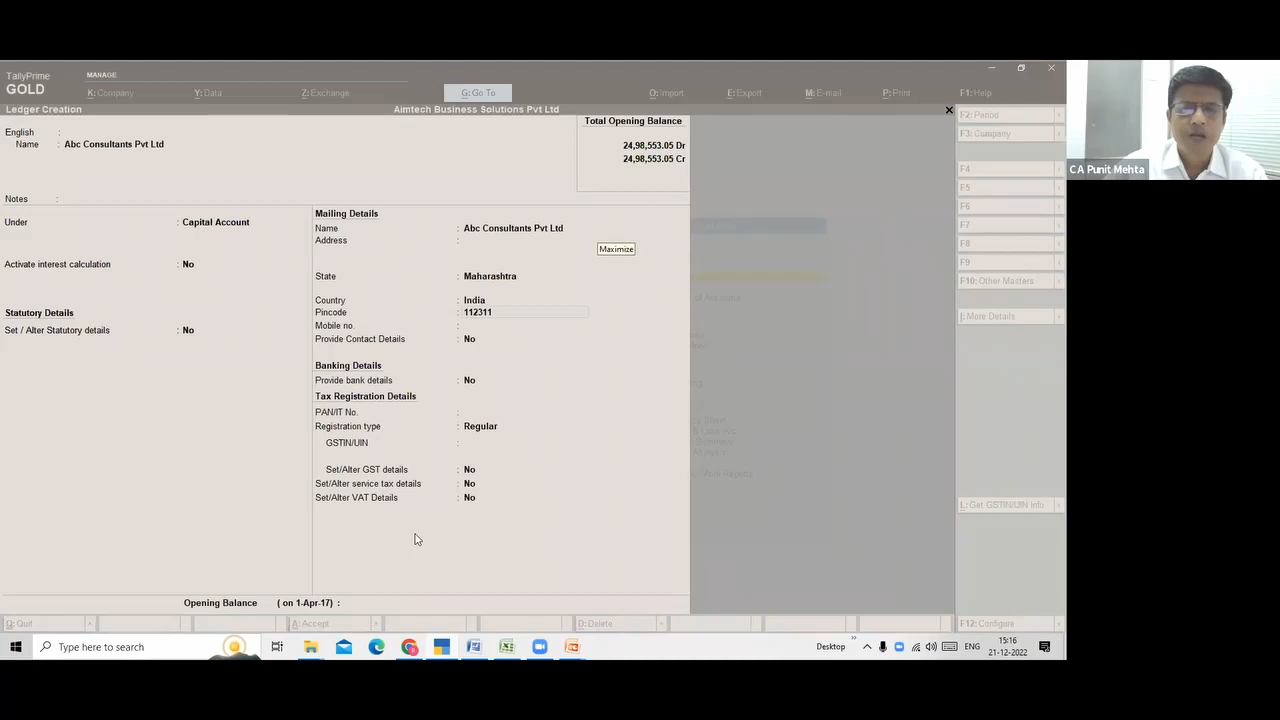 TallyPrime
GOLD
MANAGE
K: Company
Y: Data
Z: Exchange
G: Go To
O: Import
E: Export
M: E-mail
P: Print
F1: Help
Ledger Creation
Aimtech Business Solutions Pvt Ltd
English :
Name : Abc Consultants Pvt Ltd
Total Opening Balance
24,98,553.05 Dr
24,98,553.05 Cr
Notes :
Under : Capital Account
Activate interest calculation : No
Statutory Details
Set / Alter Statutory details : No
Mailing Details
Name : Abc Consultants Pvt Ltd
Address :
Maximize
State : Maharashtra
Country : India
Pincode : 112311
Mobile no. :
Provide Contact Details : No
Banking Details
Provide bank details : No
Tax Registration Details
PAN/IT No. :
Registration type : Regular
GSTIN/UIN :
Set/Alter GST details : No
Set/Alter service tax details : No
Set/Alter VAT Details : No
Opening Balance ( on 1-Apr-17) :
F2: Period
F3: Company
F4
F5
F6
F7
F8
F9
F10: Other Masters
I: More Details
L: Get GSTIN/UIN Info
F12: Configure
Q: Quit
A: Accept
D: Delete
C A Punit Mehta
Type here to search
Desktop
ENG
15:16
21-12-2022